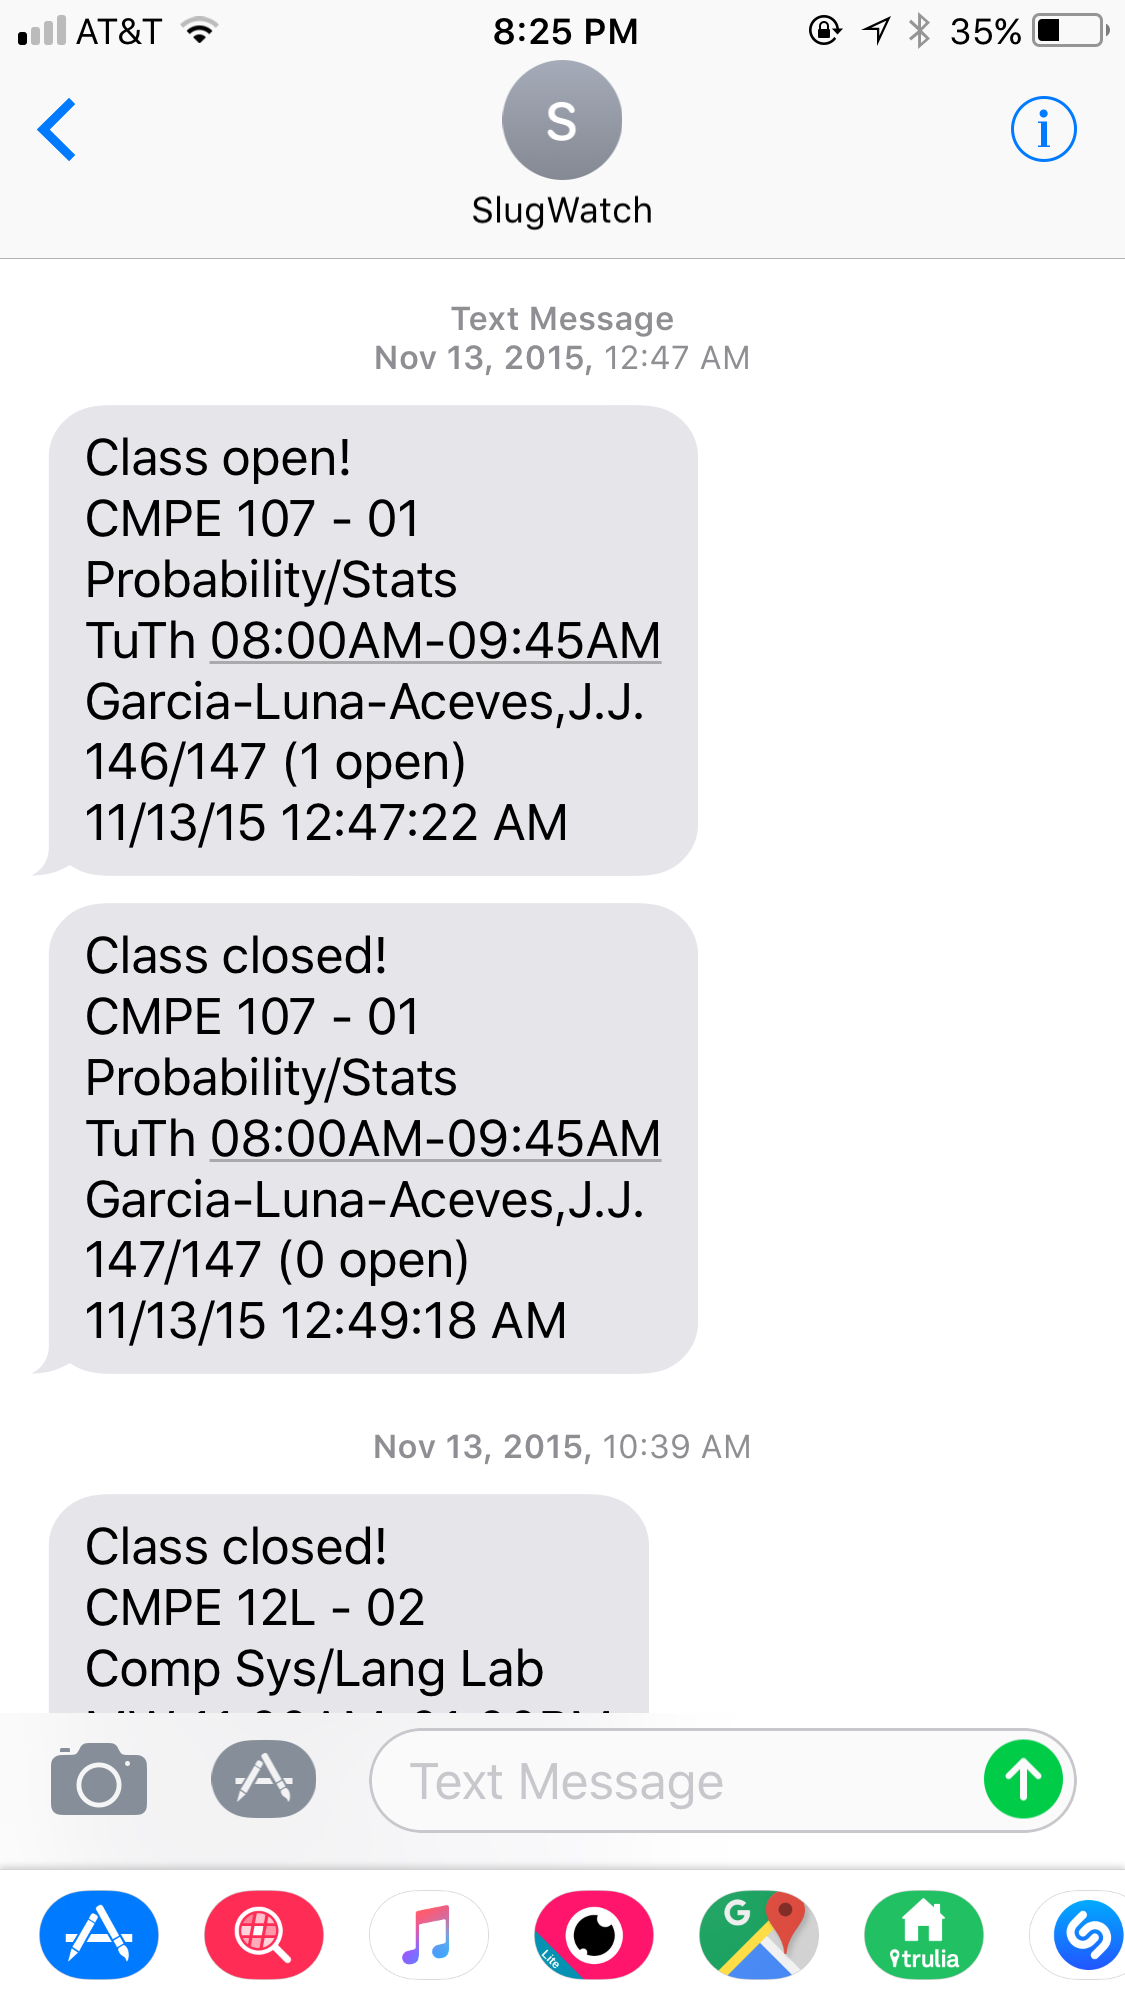 AT&T 8:25 PM 35%
S
SlugWatch
Text Message
Nov 13, 2015, 12:47 AM
Class open!
CMPE 107 - 01
Probability/Stats
TuTh 08:00AM-09:45AM
Garcia-Luna-Aceves,J.J.
146/147 (1 open)
11/13/15 12:47:22 AM
Class closed!
CMPE 107 - 01
Probability/Stats
TuTh 08:00AM-09:45AM
Garcia-Luna-Aceves,J.J.
147/147 (0 open)
11/13/15 12:49:18 AM
Nov 13, 2015, 10:39 AM
Class closed!
CMPE 12L - 02
Comp Sys/Lang Lab
Text Message
Lite
G
trulia